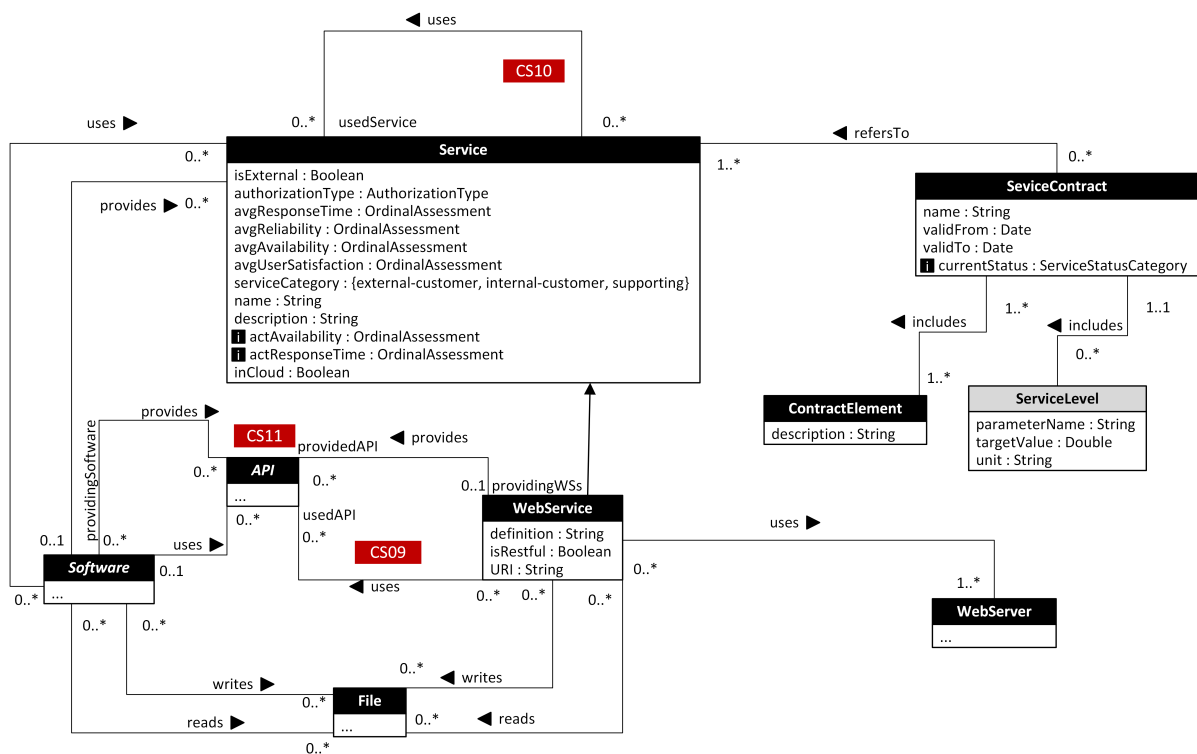 ◀ uses
CS10
0..* usedService 0..*
uses ▶
0..*
◀ refersTo
1..* 0..*
Service
isExternal : Boolean
authorizationType : AuthorizationType
avgResponseTime : OrdinalAssessment
avgReliability : OrdinalAssessment
avgAvailability : OrdinalAssessment
avgUserSatisfaction : OrdinalAssessment
serviceCategory : {external-customer, internal-customer, supporting}
name : String
description : String
i actAvailability : OrdinalAssessment
i actResponseTime : OrdinalAssessment
inCloud : Boolean
provides ▶ 0..*
SeviceContract
name : String
validFrom : Date
validTo : Date
i currentStatus : ServiceStatusCategory
1..* 1..1
◀ includes
◀ includes
0..*
1..*
ContractElement
description : String
ServiceLevel
parameterName : String
targetValue : Double
unit : String
provides ▶
CS11
providedAPI
◀ provides
providingSoftware
0..*
API
...
0..*
0..1 providingWSs
usedAPI
0..*
0..*
WebService
definition : String
isRestful : Boolean
URI : String
uses ▶
0..1 0..*
uses ▶
0..1
CS09
◀ uses
0..*
1..*
WebServer
...
Software
...
0..*
0..* 0..*
0..* 0..* 0..*
0..*
writes ▶
◀ writes
0..*
File
...
0..*
reads ▶
◀ reads
0..*